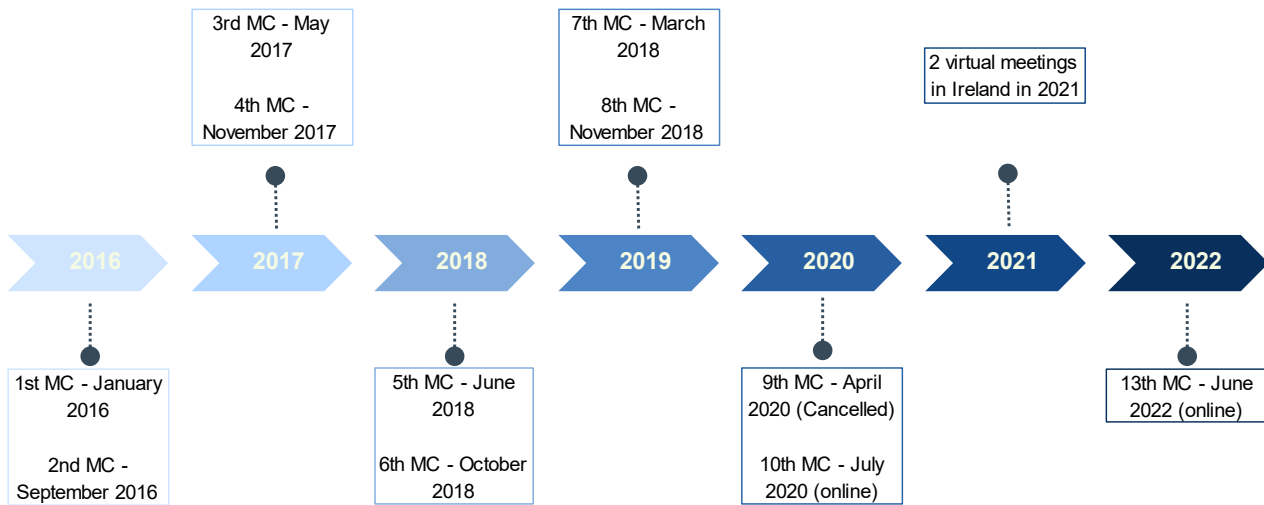 3rd MC - May
2017
4th MC -
November 2017
7th MC - March
2018
8th MC -
November 2018
2 virtual meetings
in Ireland in 2021
2016
2017
2018
2019
2020
2021
2022
1st MC - January
2016
2nd MC -
September 2016
5th MC - June
2018
6th MC - October
2018
9th MC - April
2020 (Cancelled)
10th MC - July
2020 (online)
13th MC - June
2022 (online)